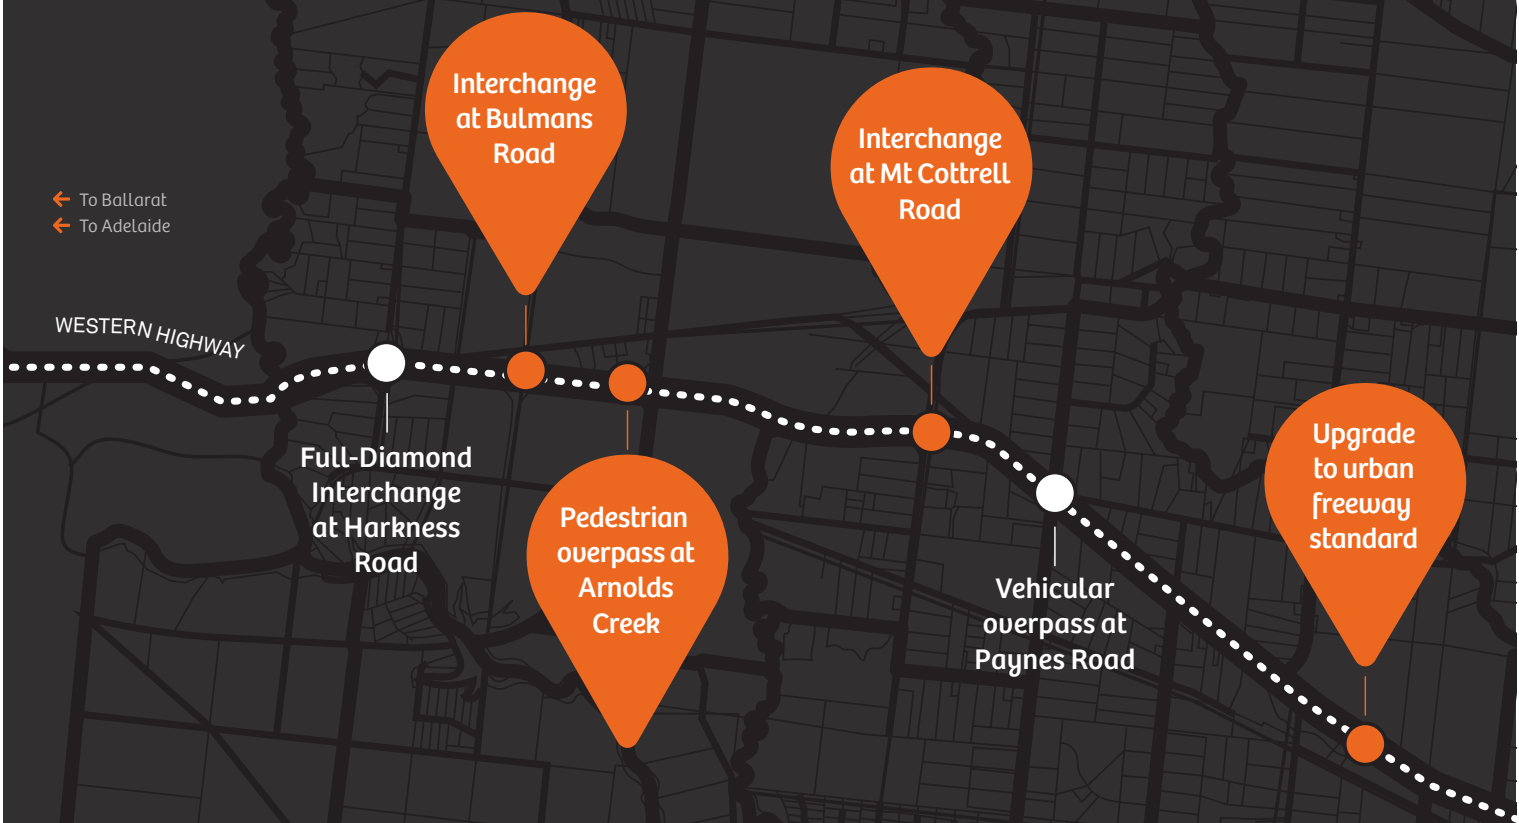 Interchange
at Bulmans
Road
Interchange
at Mt Cottrell
Road
To Ballarat
To Adelaide
WESTERN HIGHWAY
Full-Diamond
Interchange
at Harkness
Road
Pedestrian
overpass at
Arnolds
Creek
Vehicular
overpass at
Paynes Road
Upgrade
to urban
freeway
standard